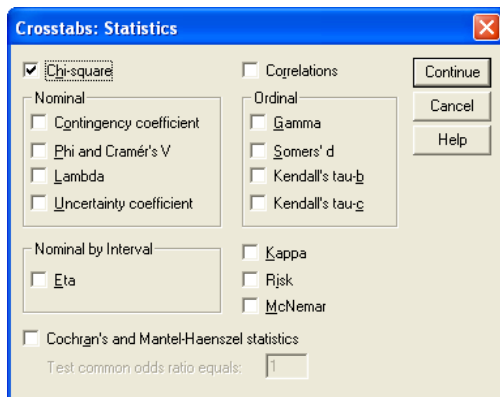 Crosstabs: Statistics
Chi-square
Correlations
Continue
Nominal
Ordinal
Cancel
Contingency coefficient
Gamma
Help
Phi and Cramér's V
Somers' d
Lambda
Kendall's tau-b
Uncertainty coefficient
Kendall's tau-c
Nominal by Interval
Kappa
Eta
Risk
McNemar
Cochran's and Mantel-Haenszel statistics
Test common odds ratio equals: 1